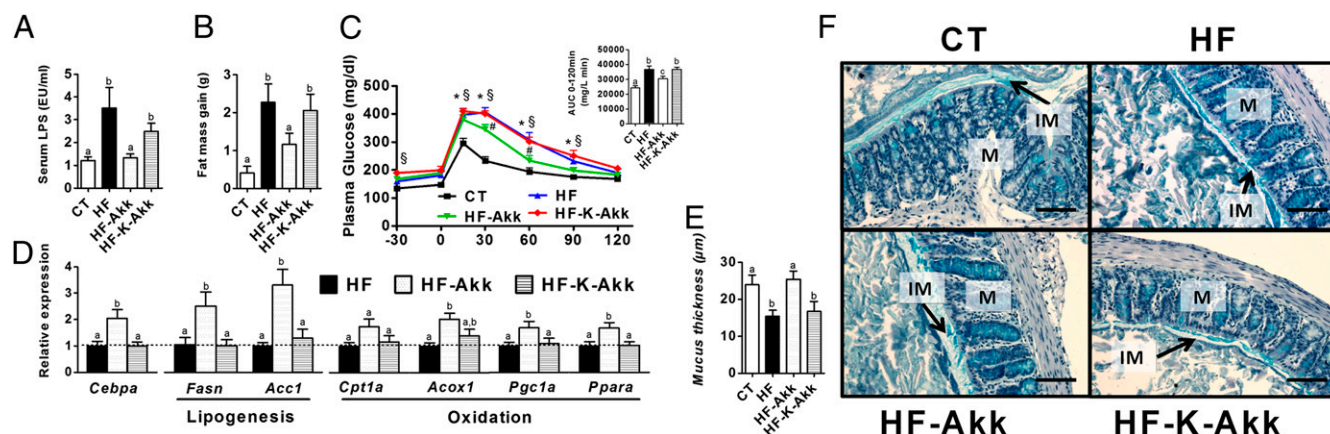 A
Serum LPS (EU/ml)
5
4
3
2
1
0
a
b
a
b
CT
HF
HF-Akk
HF-K-Akk
B
Fat mass gain (g)
4
3
2
1
0
a
b
a
b
CT
HF
HF-Akk
HF-K-Akk
C
Plasma Glucose (mg/dl)
500
400
300
200
100
0
§
* §
* §
#
* §
#
* §
CT
HF
HF-Akk
HF-K-Akk
-30 0 15 30 60 90 120
AUC 0-120min
(mg/L min)
50000
40000
30000
20000
10000
0
a
b
c
b
CT
HF
HF-Akk
HF-K-Akk
D
Relative expression
4
3
2
1
0
HF
HF-Akk
HF-K-Akk
a b a
a b a
a b a
a a a
a b a,b
a b a
a b a
Cebpa Fasn Acc1 Cpt1a Acox1 Pgc1a Ppara
Lipogenesis
Oxidation
E
Mucus thickness (µm)
30
20
10
0
a
b
a
b
CT
HF
HF-Akk
HF-K-Akk
F
CT
HF
IM
M
M
IM
IM
M
M
IM
HF-Akk
HF-K-Akk